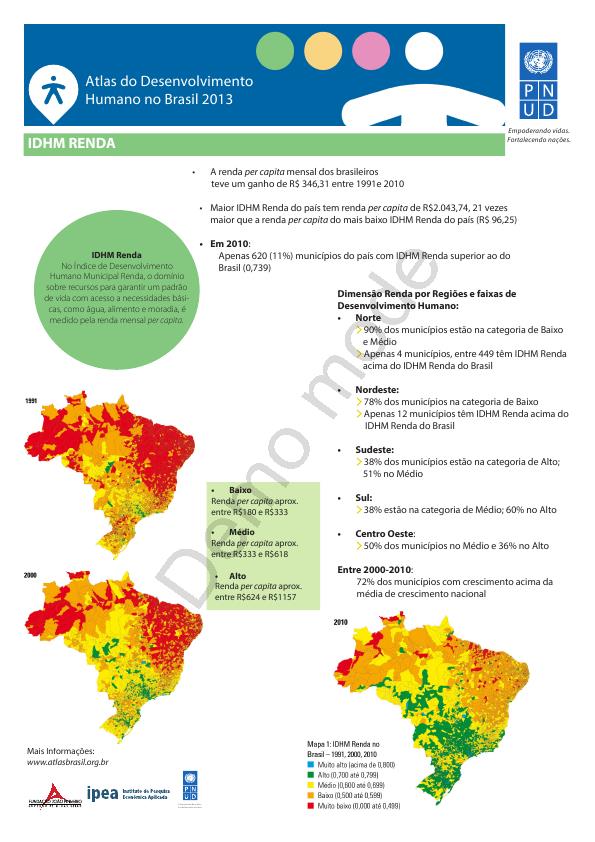 Atlas do Desenvolvimento
Humano no Brasil 2013
P N
U D
Empoderando vidas.
Fortalecendo nações.
IDHM RENDA
• A renda per capita mensal dos brasileiros
teve um ganho de R$ 346,31 entre 1991e 2010
• Maior IDHM Renda do país tem renda per capita de R$2.043,74, 21 vezes
maior que a renda per capita do mais baixo IDHM Renda do país (R$ 96,25)
• Em 2010:
Apenas 620 (11%) municípios do país com IDHM Renda superior ao do
Brasil (0,739)
IDHM Renda
No Índice de Desenvolvimento
Humano Municipal Renda, o domínio
sobre recursos para garantir um padrão
de vida com acesso a necessidades bási-
cas, como água, alimento e moradia, é
medido pela renda mensal per capita.
Dimensão Renda por Regiões e faixas de
Desenvolvimento Humano:
• Norte
90% dos municípios estão na categoria de Baixo
e Médio
Apenas 4 municípios, entre 449 têm IDHM Renda
acima do IDHM Renda do Brasil
• Nordeste:
78% dos municípios na categoria de Baixo
Apenas 12 municípios têm IDHM Renda acima do
IDHM Renda do Brasil
• Sudeste:
38% dos municípios estão na categoria de Alto;
51% no Médio
• Sul:
38% estão na categoria de Médio; 60% no Alto
• Centro Oeste:
50% dos municípios no Médio e 36% no Alto
Entre 2000-2010:
72% dos municípios com crescimento acima da
média de crescimento nacional
1991
• Baixo
Renda per capita aprox.
entre R$180 e R$333
• Médio
Renda per capita aprox.
entre R$333 e R$618
• Alto
Renda per capita aprox.
entre R$624 e R$1157
2000
2010
Mapa 1: IDHM Renda no
Brasil – 1991, 2000, 2010
Muito alto (acima de 0,800)
Alto (0,700 até 0,799)
Médio (0,600 até 0,699)
Baixo (0,500 até 0,599)
Muito baixo (0,000 até 0,499)
Mais Informações:
www.atlasbrasil.org.br
FUNDAÇÃO JOÃO PINHEIRO
ipea Instituto de Pesquisa
Econômica Aplicada
P N
U D
Demo mode